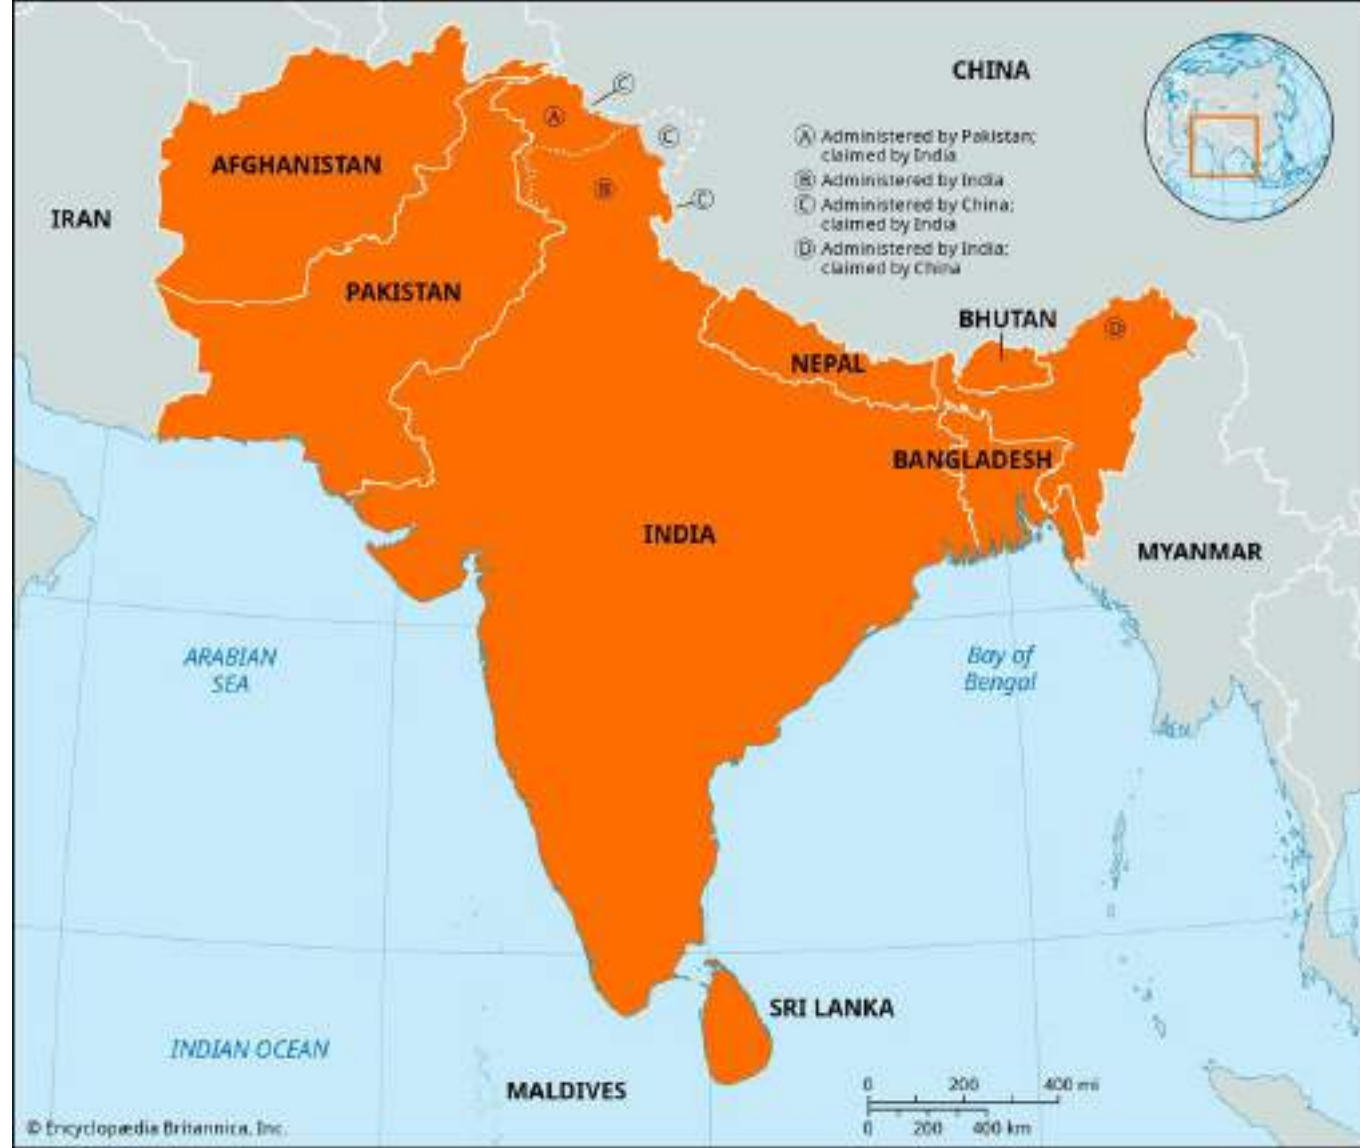 CHINA
Ⓒ
Ⓐ
Ⓒ
Ⓐ Administered by Pakistan;
claimed by India
Ⓑ Administered by India
Ⓒ Administered by China;
claimed by India
Ⓓ Administered by India;
claimed by China
AFGHANISTAN
Ⓑ
Ⓒ
IRAN
PAKISTAN
BHUTAN
Ⓓ
NEPAL
BANGLADESH
INDIA
MYANMAR
ARABIAN
SEA
Bay of
Bengal
SRI LANKA
INDIAN OCEAN
MALDIVES
0 200 400 mi
0 200 400 km
© Encyclopædia Britannica, Inc.